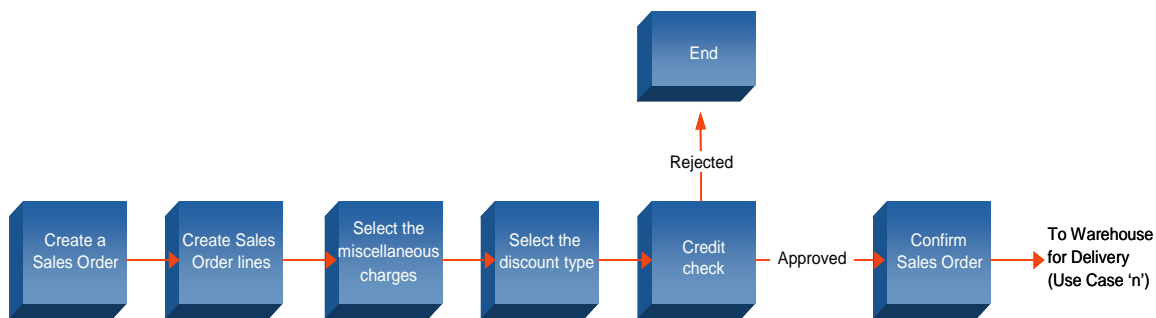 End
Rejected
Create a
Sales Order
Create Sales
Order lines
Select the
miscellaneous
charges
Select the
discount type
Credit
check
Approved
Confirm
Sales Order
To Warehouse
for Delivery
(Use Case ‘n’)